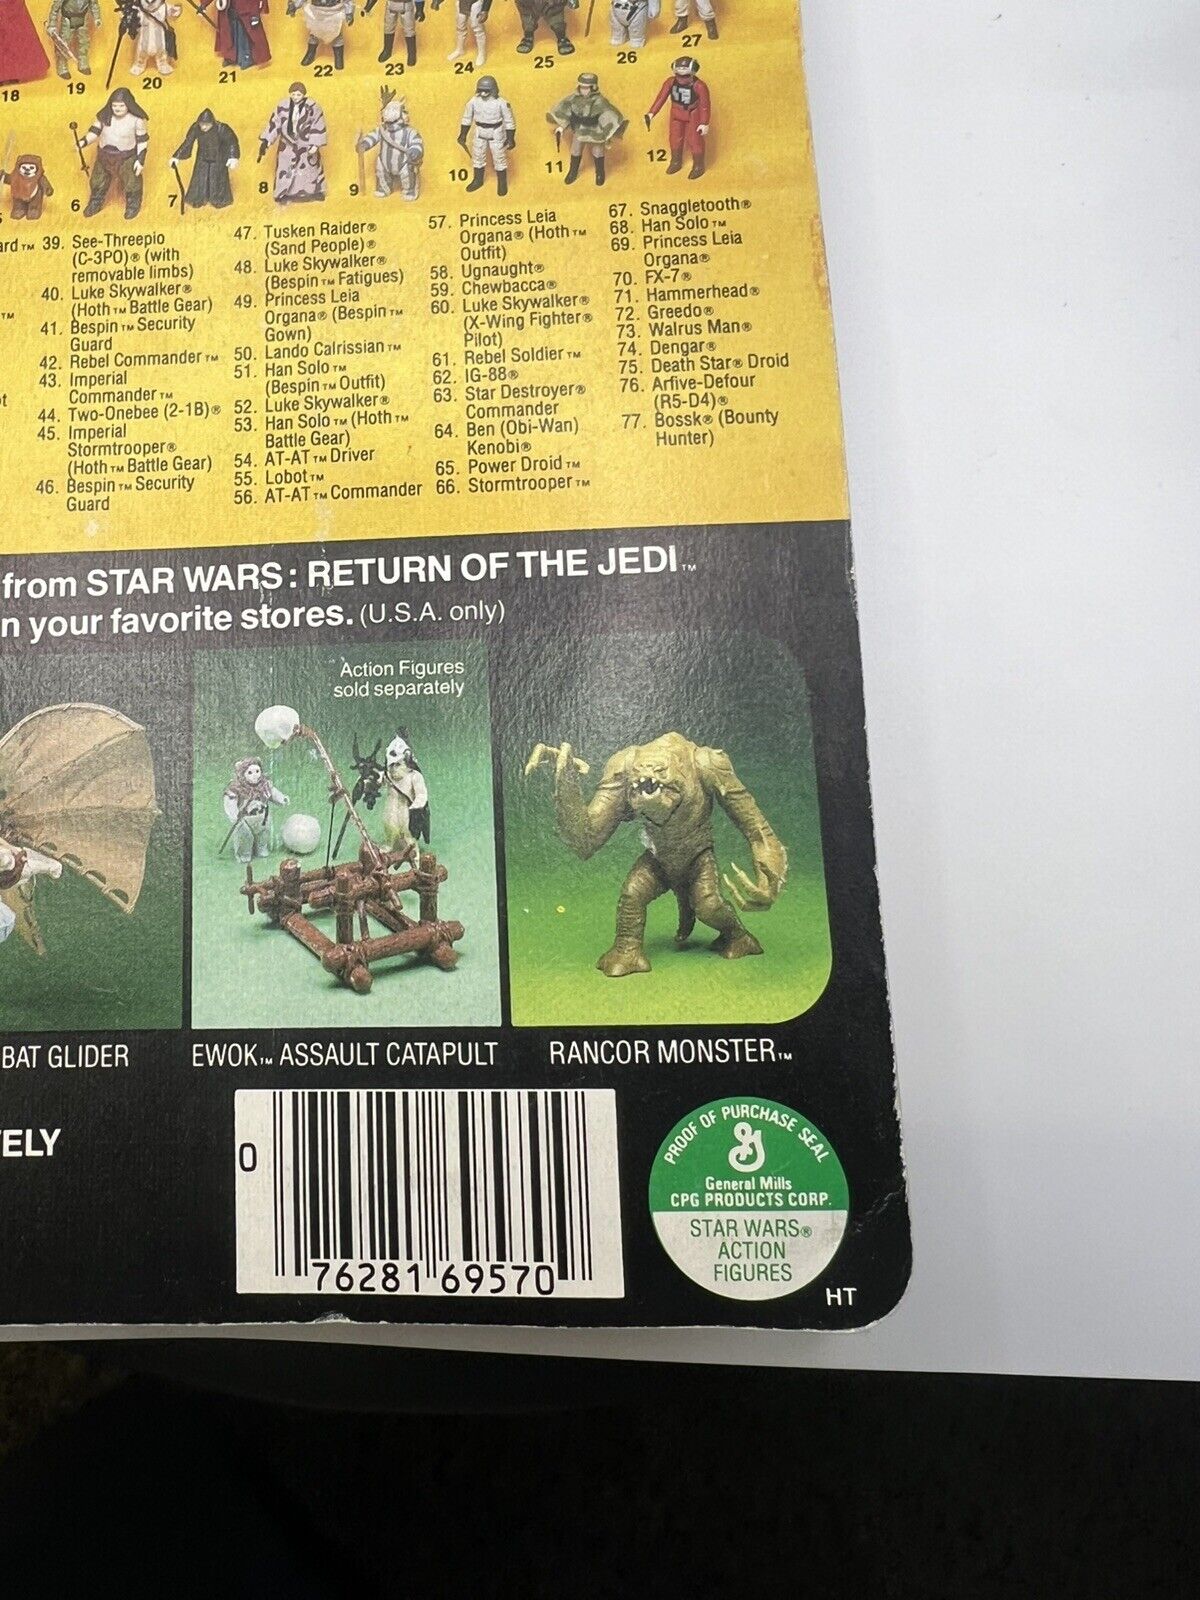 18
19
20
21
22
23
24
25
26
27
6
7
8
9
10
11
12
ard™
™
39. See-Threepio
(C-3PO)® (with
removable limbs)
40. Luke Skywalker®
(Hoth™ Battle Gear)
41. Bespin™ Security
Guard
42. Rebel Commander™
43. Imperial
Commander™
44. Two-Onebee (2-1B)®
45. Imperial
Stormtrooper®
(Hoth™ Battle Gear)
46. Bespin™ Security
Guard
47. Tusken Raider®
(Sand People)®
48. Luke Skywalker®
(Bespin™ Fatigues)
49. Princess Leia
Organa® (Bespin™
Gown)
50. Lando Calrissian™
51. Han Solo™
(Bespin™ Outfit)
52. Luke Skywalker®
53. Han Solo™ (Hoth™
Battle Gear)
54. AT-AT™ Driver
55. Lobot™
56. AT-AT™ Commander
57. Princess Leia
Organa® (Hoth™
Outfit)
58. Ugnaught®
59. Chewbacca®
60. Luke Skywalker®
(X-Wing Fighter®
Pilot)
61. Rebel Soldier™
62. IG-88®
63. Star Destroyer®
Commander
64. Ben (Obi-Wan)
Kenobi®
65. Power Droid™
66. Stormtrooper™
67. Snaggletooth®
68. Han Solo™
69. Princess Leia
Organa®
70. FX-7®
71. Hammerhead®
72. Greedo®
73. Walrus Man®
74. Dengar®
75. Death Star® Droid
76. Arfive-Defour
(R5-D4)®
77. Bossk® (Bounty
Hunter)
from STAR WARS: RETURN OF THE JEDI™
n your favorite stores. (U.S.A. only)
Action Figures
sold separately
BAT GLIDER
EWOK™ ASSAULT CATAPULT
RANCOR MONSTER™
ELY
0 76281 69570
PROOF OF PURCHASE SEAL
General Mills
CPG PRODUCTS CORP.
STAR WARS®
ACTION
FIGURES
HT